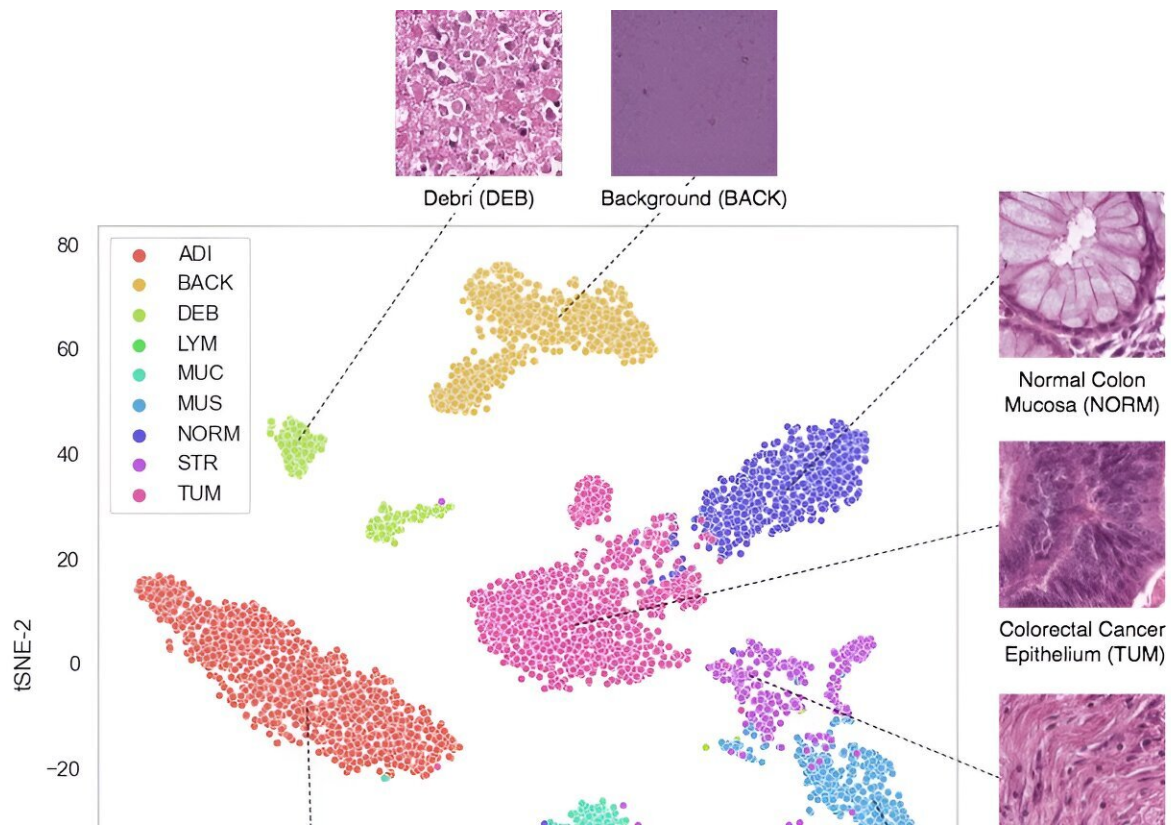 Debri (DEB)
Background (BACK)
80
60
40
20
0
−20
tSNE-2
ADI
BACK
DEB
LYM
MUC
MUS
NORM
STR
TUM
Normal Colon
Mucosa (NORM)
Colorectal Cancer
Epithelium (TUM)